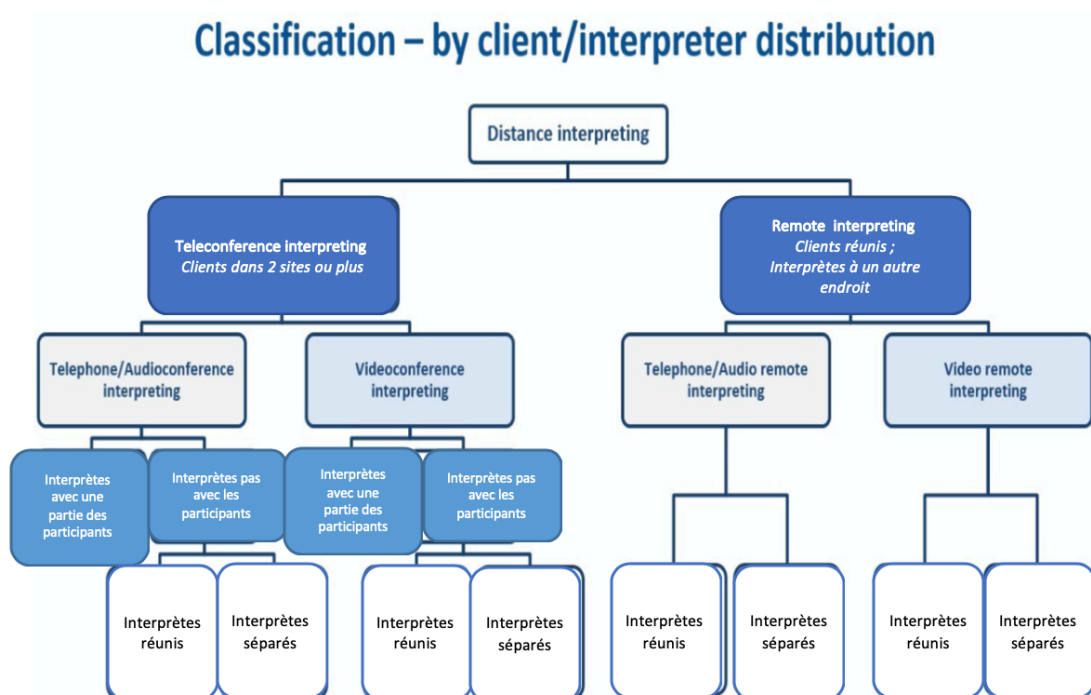 Classification – by client/interpreter distribution
Distance interpreting
Teleconference interpreting
Clients dans 2 sites ou plus
Remote interpreting
Clients réunis ;
Interprètes à un autre
endroit
Telephone/Audioconference
interpreting
Videoconference
interpreting
Telephone/Audio remote
interpreting
Video remote
interpreting
Interprètes
avec une
partie des
participants
Interprètes pas
avec les
participants
Interprètes
avec une
partie des
participants
Interprètes pas
avec les
participants
Interprètes
réunis
Interprètes
séparés
Interprètes
réunis
Interprètes
séparés
Interprètes
réunis
Interprètes
séparés
Interprètes
réunis
Interprètes
séparés